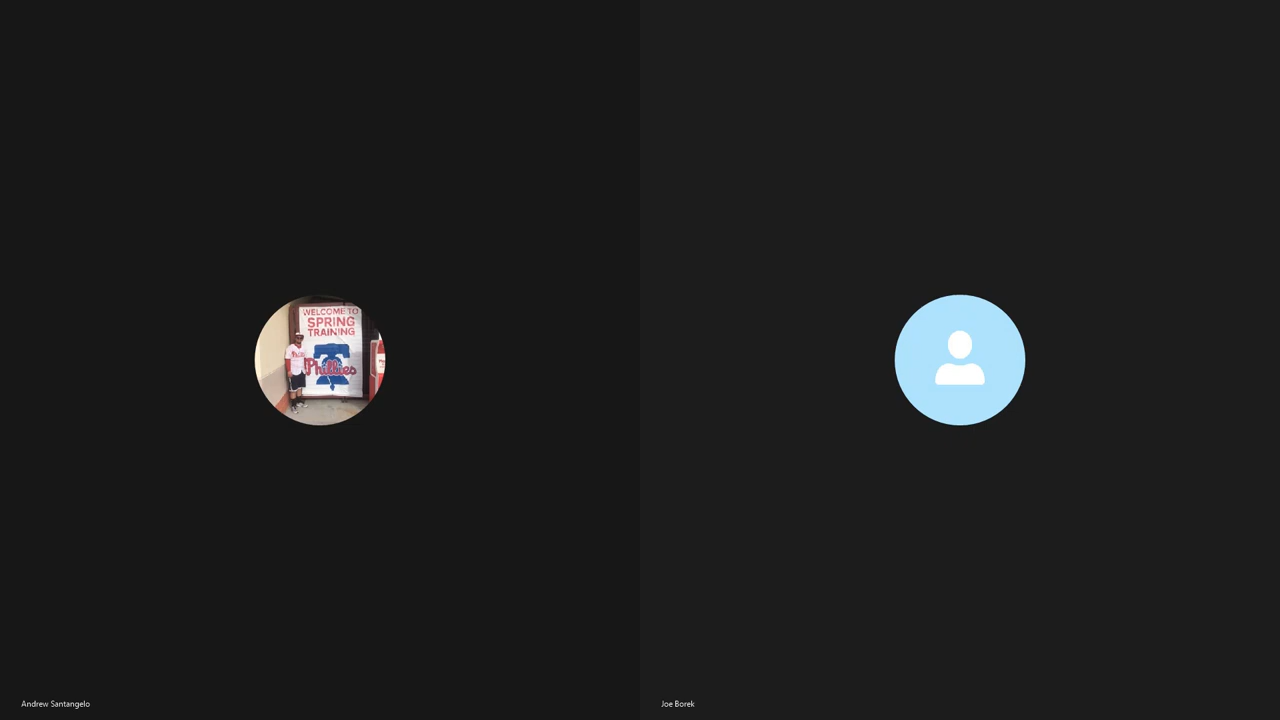 WELCOME TO
SPRING
TRAINING
Phillies
Andrew Santangelo
Joe Borek